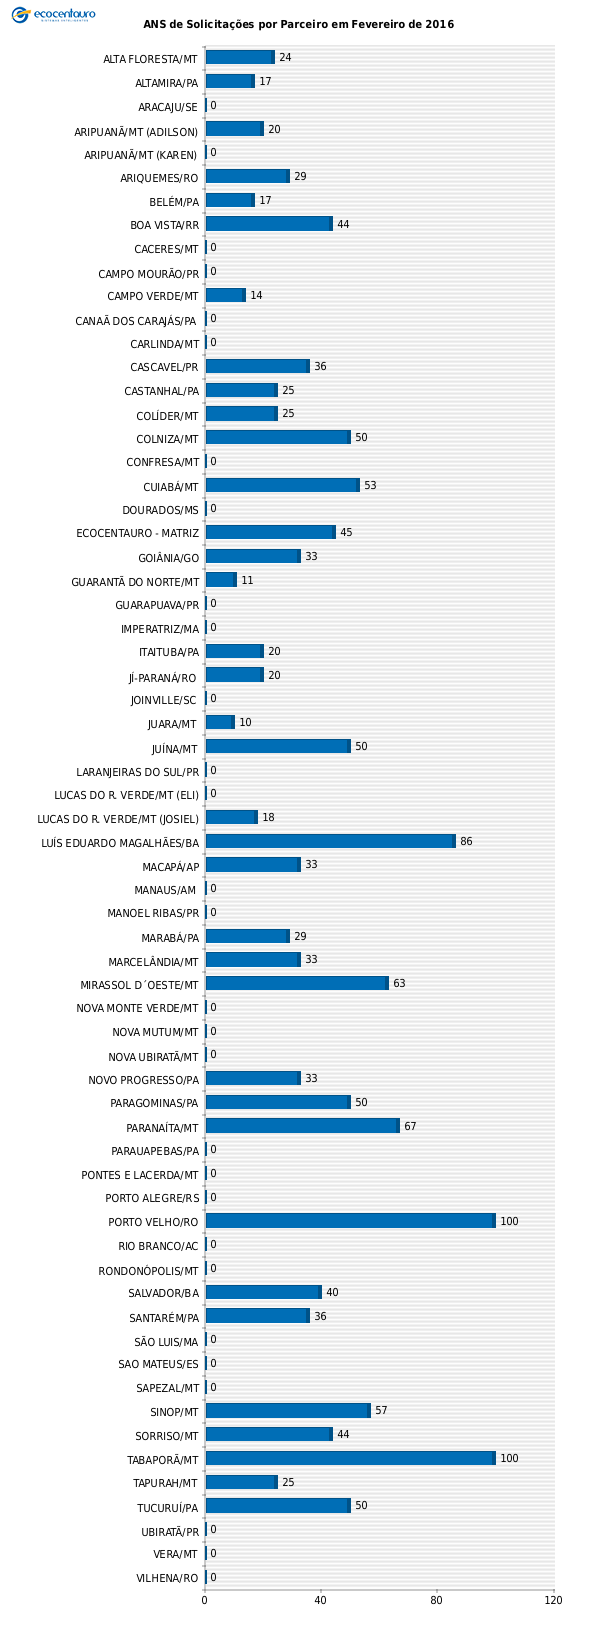 ecocentauro
ANS de Solicitações por Parceiro em Fevereiro de 2016
ALTA FLORESTA/MT 24
ALTAMIRA/PA 17
ARACAJU/SE 0
ARIPUANÃ/MT (ADILSON) 20
ARIPUANÃ/MT (KAREN) 0
ARIQUEMES/RO 29
BELÉM/PA 17
BOA VISTA/RR 44
CACERES/MT 0
CAMPO MOURÃO/PR 0
CAMPO VERDE/MT 14
CANAÃ DOS CARAJÁS/PA 0
CARLINDA/MT 0
CASCAVEL/PR 36
CASTANHAL/PA 25
COLÍDER/MT 25
COLNIZA/MT 50
CONFRESA/MT 0
CUIABÁ/MT 53
DOURADOS/MS 0
ECOCENTAURO - MATRIZ 45
GOIÂNIA/GO 33
GUARANTÃ DO NORTE/MT 11
GUARAPUAVA/PR 0
IMPERATRIZ/MA 0
ITAITUBA/PA 20
JÍ-PARANÁ/RO 20
JOINVILLE/SC 0
JUARA/MT 10
JUÍNA/MT 50
LARANJEIRAS DO SUL/PR 0
LUCAS DO R. VERDE/MT (ELI) 0
LUCAS DO R. VERDE/MT (JOSIEL) 18
LUÍS EDUARDO MAGALHÃES/BA 86
MACAPÁ/AP 33
MANAUS/AM 0
MANOEL RIBAS/PR 0
MARABÁ/PA 29
MARCELÂNDIA/MT 33
MIRASSOL D´OESTE/MT 63
NOVA MONTE VERDE/MT 0
NOVA MUTUM/MT 0
NOVA UBIRATÃ/MT 0
NOVO PROGRESSO/PA 33
PARAGOMINAS/PA 50
PARANAÍTA/MT 67
PARAUAPEBAS/PA 0
PONTES E LACERDA/MT 0
PORTO ALEGRE/RS 0
PORTO VELHO/RO 100
RIO BRANCO/AC 0
RONDONÓPOLIS/MT 0
SALVADOR/BA 40
SANTARÉM/PA 36
SÃO LUIS/MA 0
SAO MATEUS/ES 0
SAPEZAL/MT 0
SINOP/MT 57
SORRISO/MT 44
TABAPORÃ/MT 100
TAPURAH/MT 25
TUCURUÍ/PA 50
UBIRATÃ/PR 0
VERA/MT 0
VILHENA/RO 0
0 40 80 120